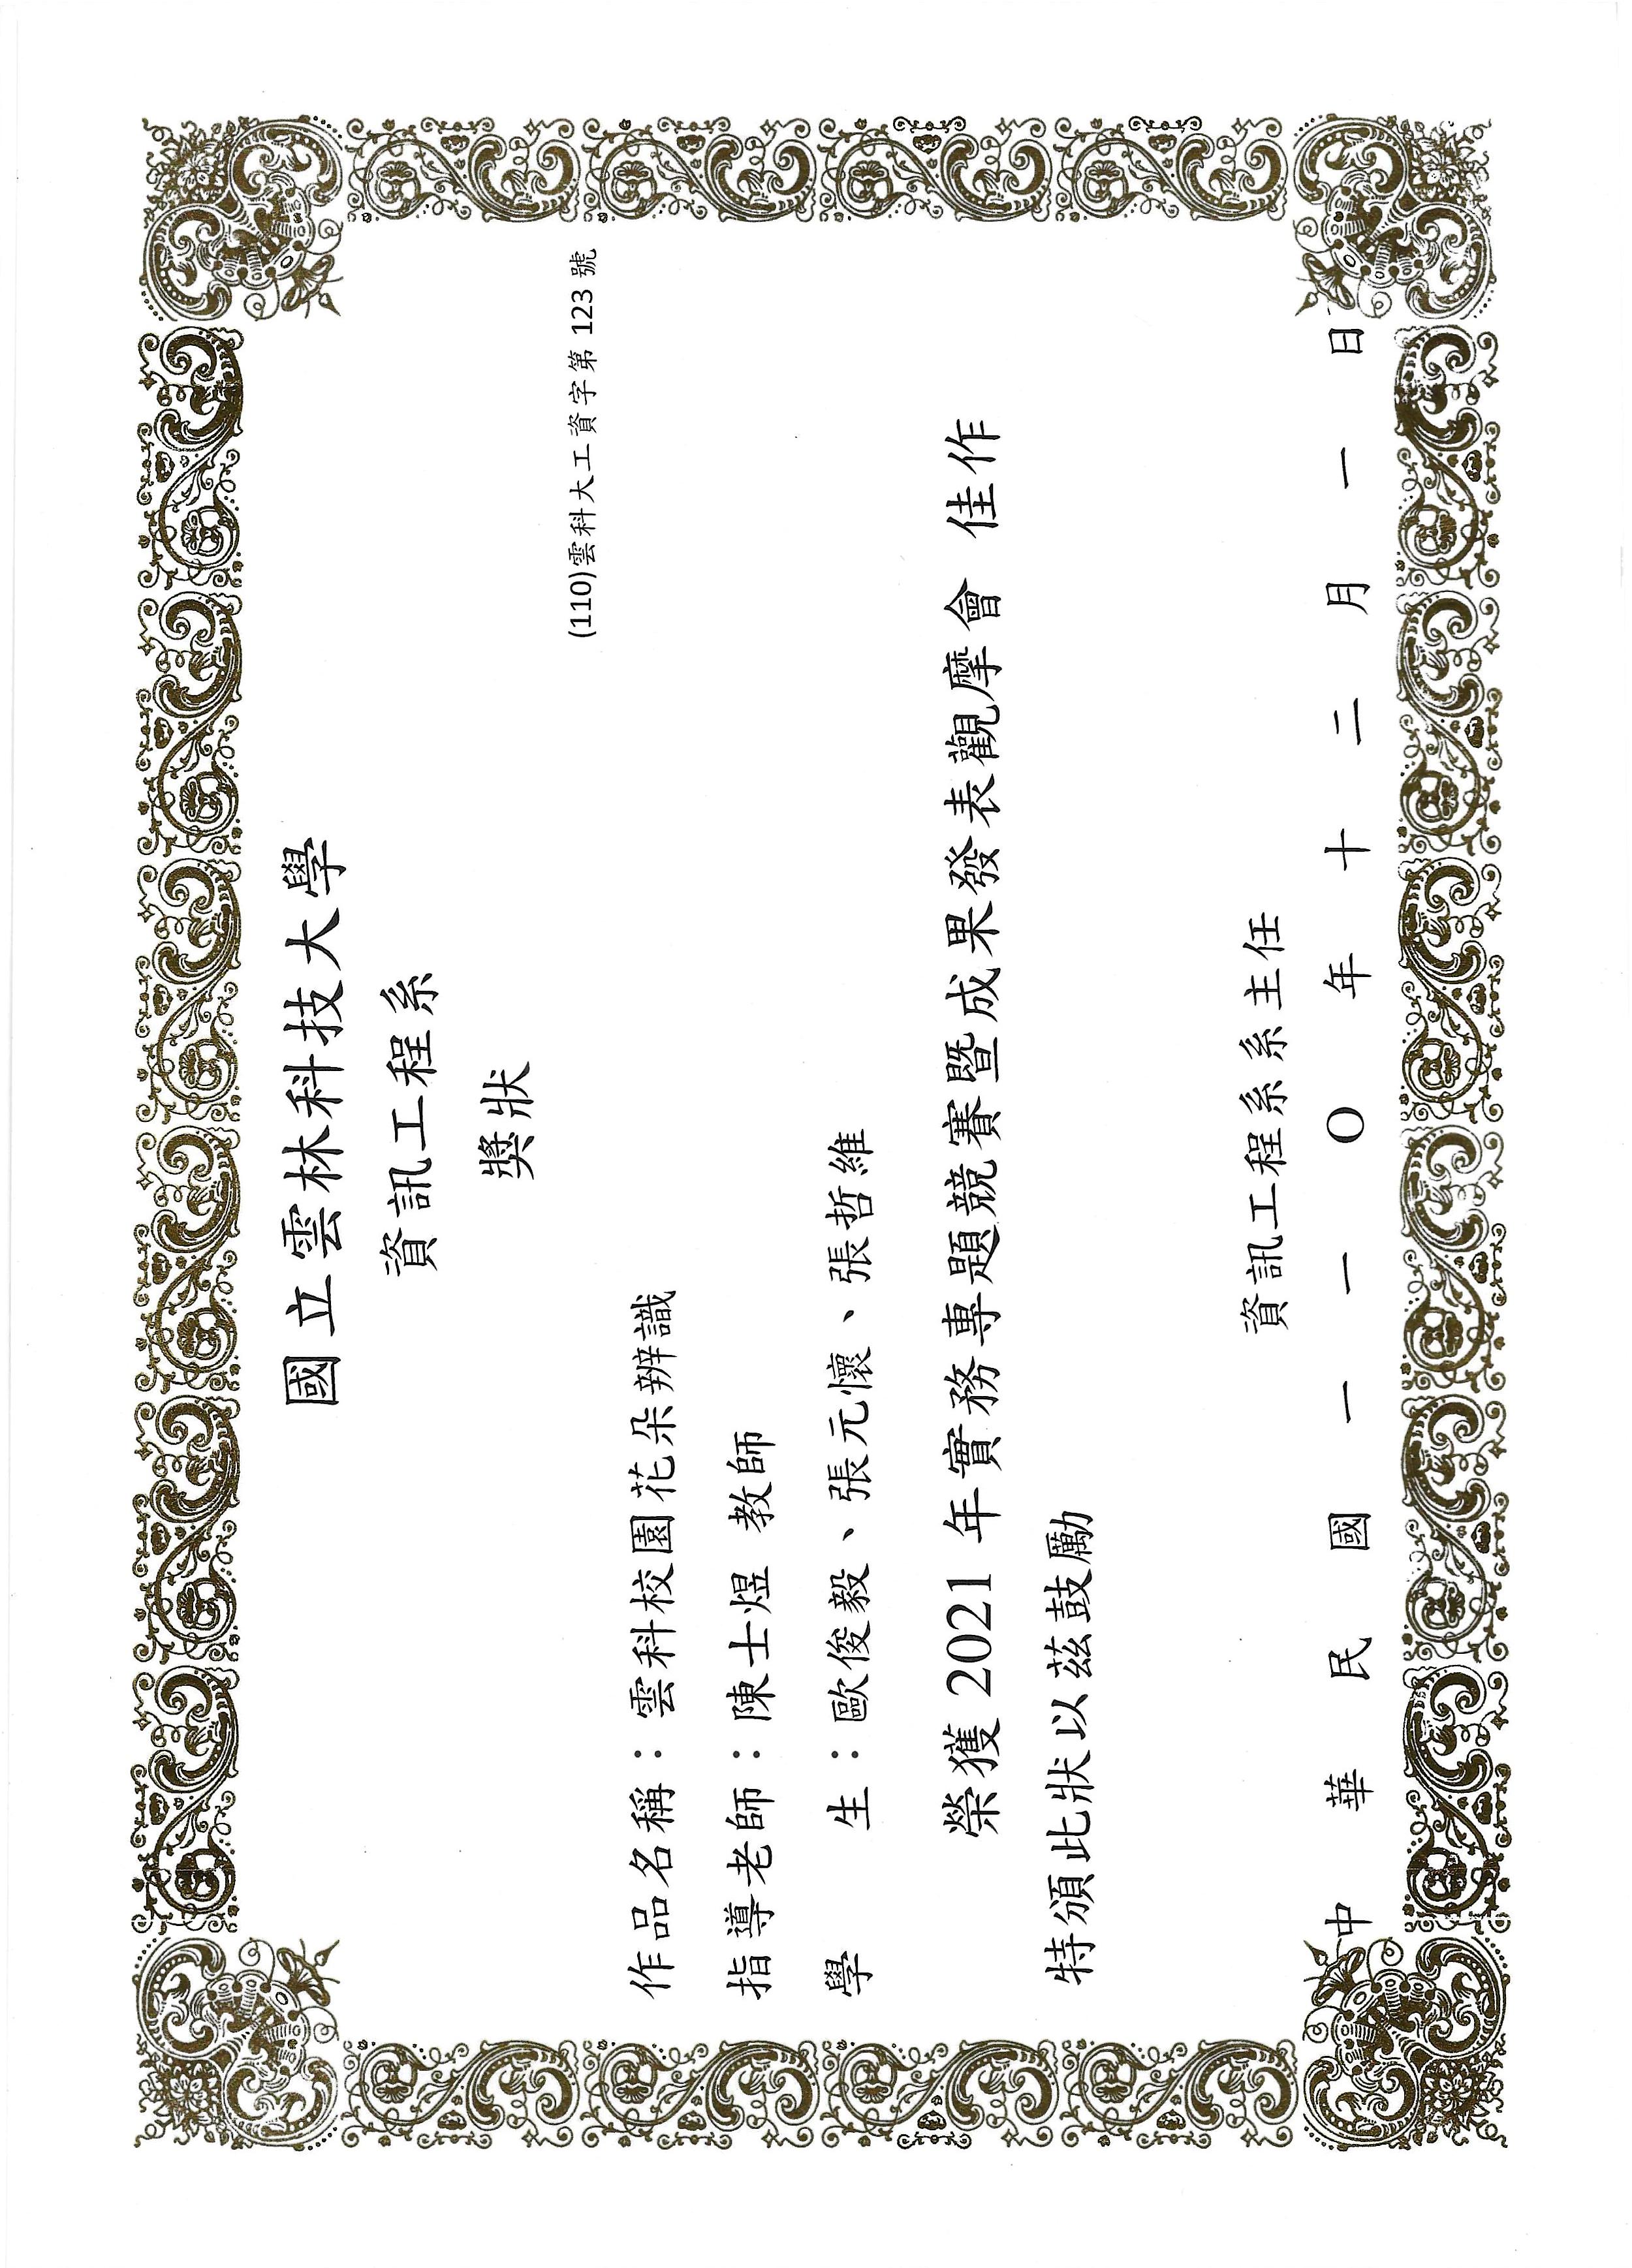 國立雲林科技大學
資訊工程系
獎狀
(110)雲科大工資字第 123 號
作品名稱：雲科校園花朵辨識
指導老師：陳士煜 教師
學　　生：歐俊毅、張元懷、張哲維
榮獲 2021 年實務專題競賽暨成果發表觀摩會 佳作
特頒此狀以茲鼓勵
資訊工程系系主任
中 華 民 國 一 一 O 年 十 二 月 一 日